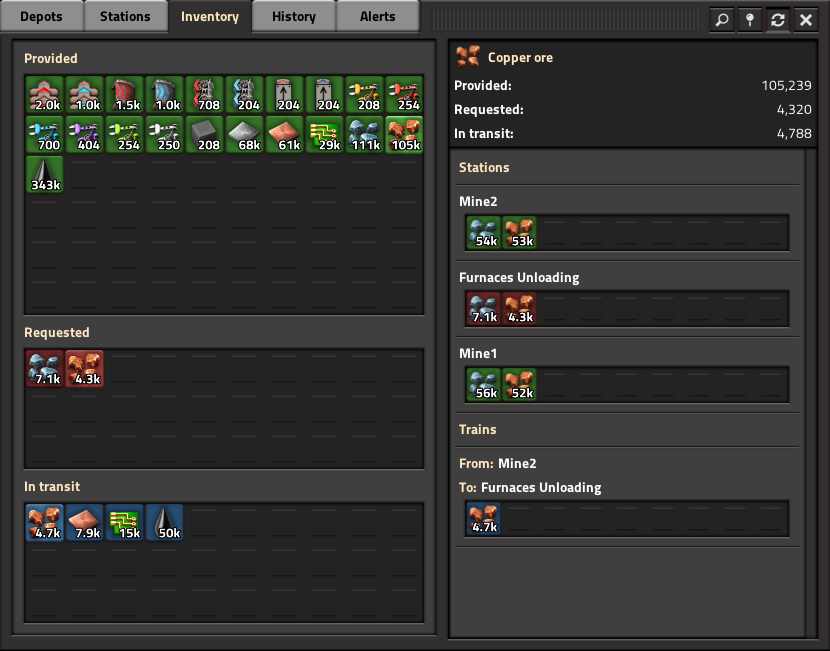 Depots Stations Inventory History Alerts
Provided
2.0k 1.0k 1.5k 1.0k 708 204 204 204 208 254
700 404 254 250 208 68k 61k 29k 111k 105k
343k
Requested
7.1k 4.3k
In transit
4.7k 7.9k 15k 50k
Copper ore
Provided: 105,239
Requested: 4,320
In transit: 4,788
Stations
Mine2
54k 53k
Furnaces Unloading
7.1k 4.3k
Mine1
56k 52k
Trains
From: Mine2
To: Furnaces Unloading
4.7k